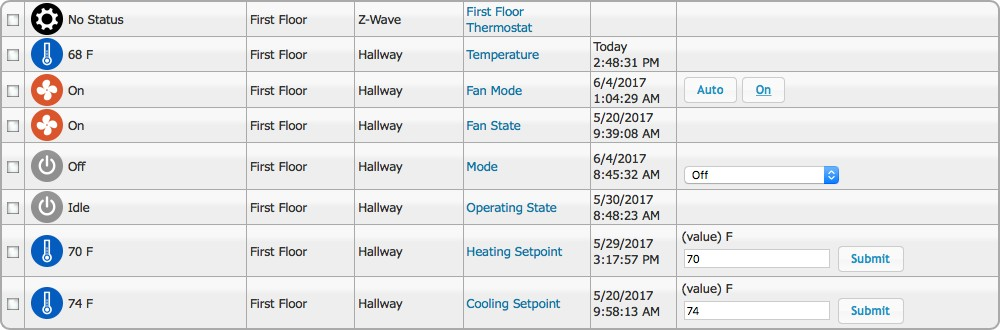 No Status First Floor Z-Wave First Floor
Thermostat
68 F First Floor Hallway Temperature Today
2:48:31 PM
On First Floor Hallway Fan Mode 6/4/2017
1:04:29 AM Auto On
On First Floor Hallway Fan State 5/20/2017
9:39:08 AM
Off First Floor Hallway Mode 6/4/2017
8:45:32 AM Off
Idle First Floor Hallway Operating State 5/30/2017
8:48:23 AM
70 F First Floor Hallway Heating Setpoint 5/29/2017
3:17:57 PM (value) F
70 Submit
74 F First Floor Hallway Cooling Setpoint 5/20/2017
9:58:13 AM (value) F
74 Submit